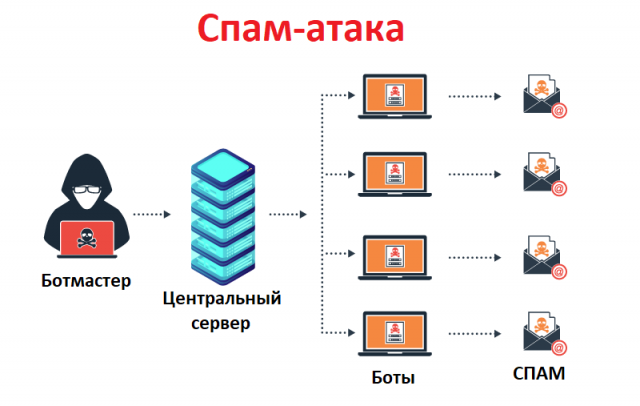 Спам-атака
Ботмастер
Центральный
сервер
Боты
СПАМ
@
@
@
@